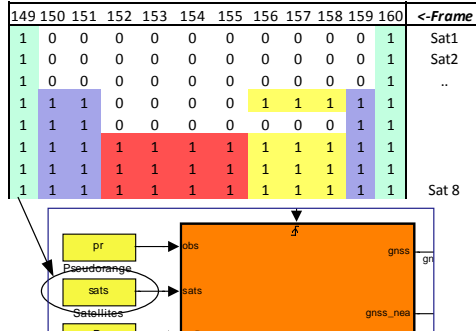 149 150 151 152 153 154 155 156 157 158 159 160 <-Frame
1 0 0 0 0 0 0 0 0 0 0 1 Sat1
1 0 0 0 0 0 0 0 0 0 0 1 Sat2
1 0 0 0 0 0 0 0 0 0 0 1 ..
1 1 1 0 0 0 0 1 1 1 1 1
1 1 1 0 0 0 0 0 0 0 1 1
1 1 1 1 1 1 1 1 1 1 1 1
1 1 1 1 1 1 1 1 1 1 1 1
1 1 1 1 1 1 1 1 1 1 1 1 Sat 8
pr obs gnss gn
Pseudorange
sats sats
Satellites gnss_nea